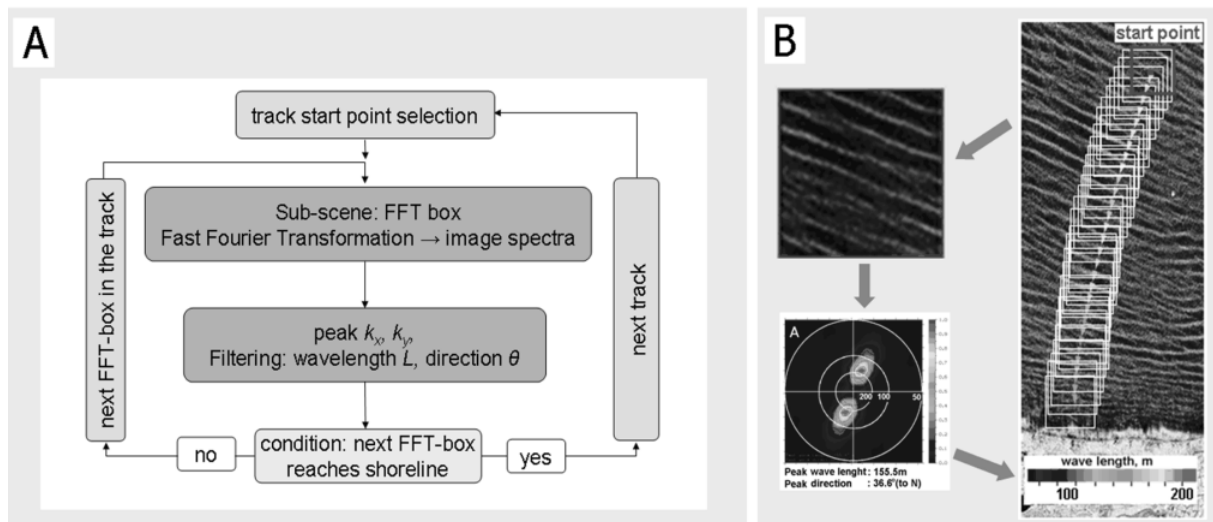 A
track start point selection
next FFT-box in the track
Sub-scene: FFT box
Fast Fourier Transformation → image spectra
next track
peak kx, ky,
Filtering: wavelength L, direction θ
no
condition: next FFT-box
reaches shoreline
yes
B
start point
A
200 100 50
Peak wave lenght : 155.5m
Peak direction : 36.6°(to N)
wave length, m
100 200